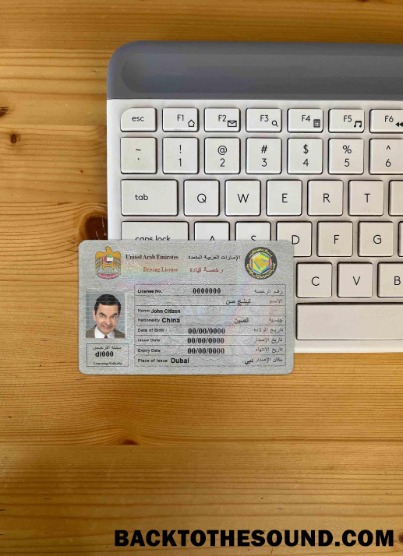 esc F1 F2 F3 F4 F5 F6
~ ! 1 @ 2 # 3 $ 4 % 5 ^ 6
tab Q W E R T
caps lock A S D F G
C V B
United Arab Emirates الإمارات العربية المتحدة
Driving License رخصة قيادة
License No. 0000000 رقم الرخصة
الاسم
Name: John Citizen
Nationality China الصين جنسية
Date of Birth 00/00/0000 تاريخ الولادة
Issue Date 00/00/0000 تاريخ الإصدار
Expiry Date 00/00/0000 تاريخ الانتهاء
Place of Issue Dubai دبي مكان الإصدار
dl000
BACKTOTHESOUND.COM